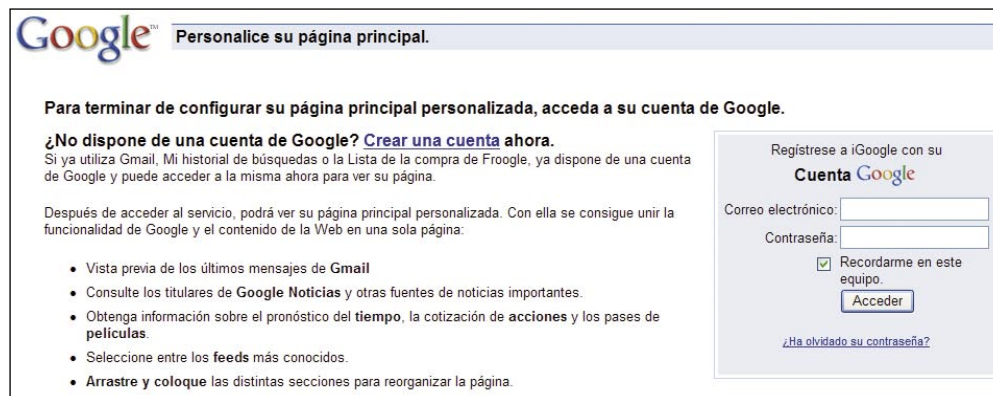 Google™ Personalice su página principal.
Para terminar de configurar su página principal personalizada, acceda a su cuenta de Google.
¿No dispone de una cuenta de Google? Crear una cuenta ahora.
Si ya utiliza Gmail, Mi historial de búsquedas o la Lista de la compra de Froogle, ya dispone de una cuenta
de Google y puede acceder a la misma ahora para ver su página.
Después de acceder al servicio, podrá ver su página principal personalizada. Con ella se consigue unir la
funcionalidad de Google y el contenido de la Web en una sola página:
• Vista previa de los últimos mensajes de Gmail
• Consulte los titulares de Google Noticias y otras fuentes de noticias importantes.
• Obtenga información sobre el pronóstico del tiempo, la cotización de acciones y los pases de
películas.
• Seleccione entre los feeds más conocidos.
• Arrastre y coloque las distintas secciones para reorganizar la página.
Regístrese a iGoogle con su
Cuenta Google
Correo electrónico:
Contraseña:
Recordarme en este
equipo.
Acceder
¿Ha olvidado su contraseña?